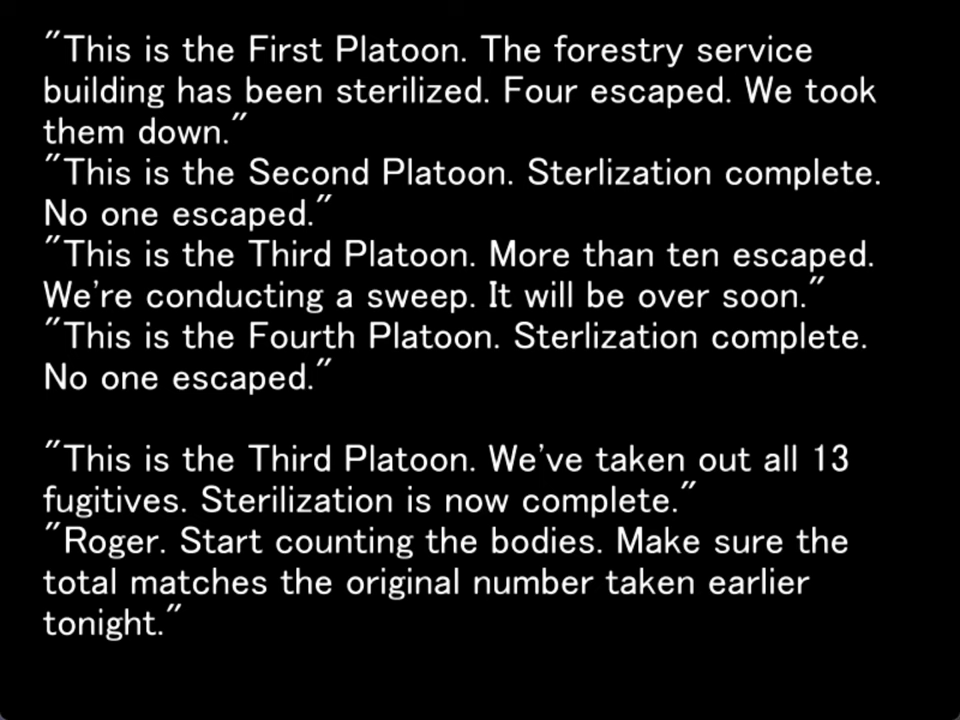 "This is the First Platoon. The forestry service
building has been sterilized. Four escaped. We took
them down."
"This is the Second Platoon. Sterlization complete.
No one escaped."
"This is the Third Platoon. More than ten escaped.
We're conducting a sweep. It will be over soon."
"This is the Fourth Platoon. Sterlization complete.
No one escaped."
"This is the Third Platoon. We've taken out all 13
fugitives. Sterilization is now complete."
"Roger. Start counting the bodies. Make sure the
total matches the original number taken earlier
tonight."